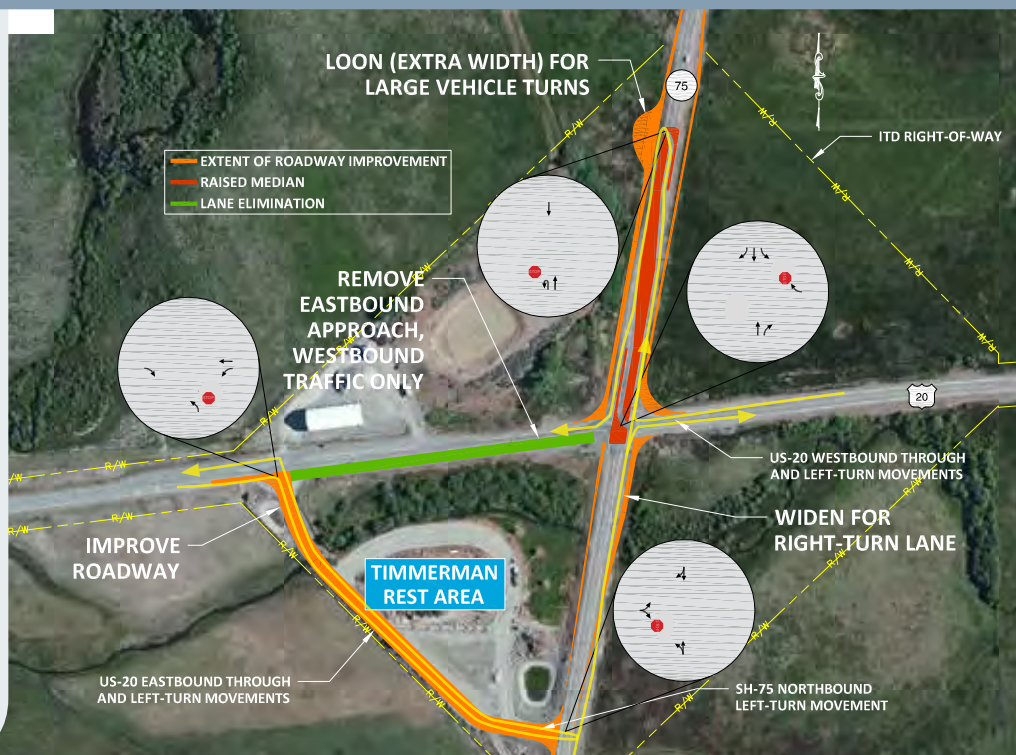 LOON (EXTRA WIDTH) FOR
LARGE VEHICLE TURNS
75
R/W
R/W
ITD RIGHT-OF-WAY
EXTENT OF ROADWAY IMPROVEMENT
RAISED MEDIAN
LANE ELIMINATION
R/W
R/W
R/W
R/W
REMOVE
EASTBOUND
APPROACH,
WESTBOUND
TRAFFIC ONLY
STOP
R/W
R/W
R/W
20
R/W
R/W
R/W
R/W
R/W
US-20 WESTBOUND THROUGH
AND LEFT-TURN MOVEMENTS
R/W
WIDEN FOR
RIGHT-TURN LANE
IMPROVE
ROADWAY
R/W
R/W
TIMMERMAN
REST AREA
R/W
R/W
US-20 EASTBOUND THROUGH
AND LEFT-TURN MOVEMENTS
R/W
R/W
SH-75 NORTHBOUND
LEFT-TURN MOVEMENT